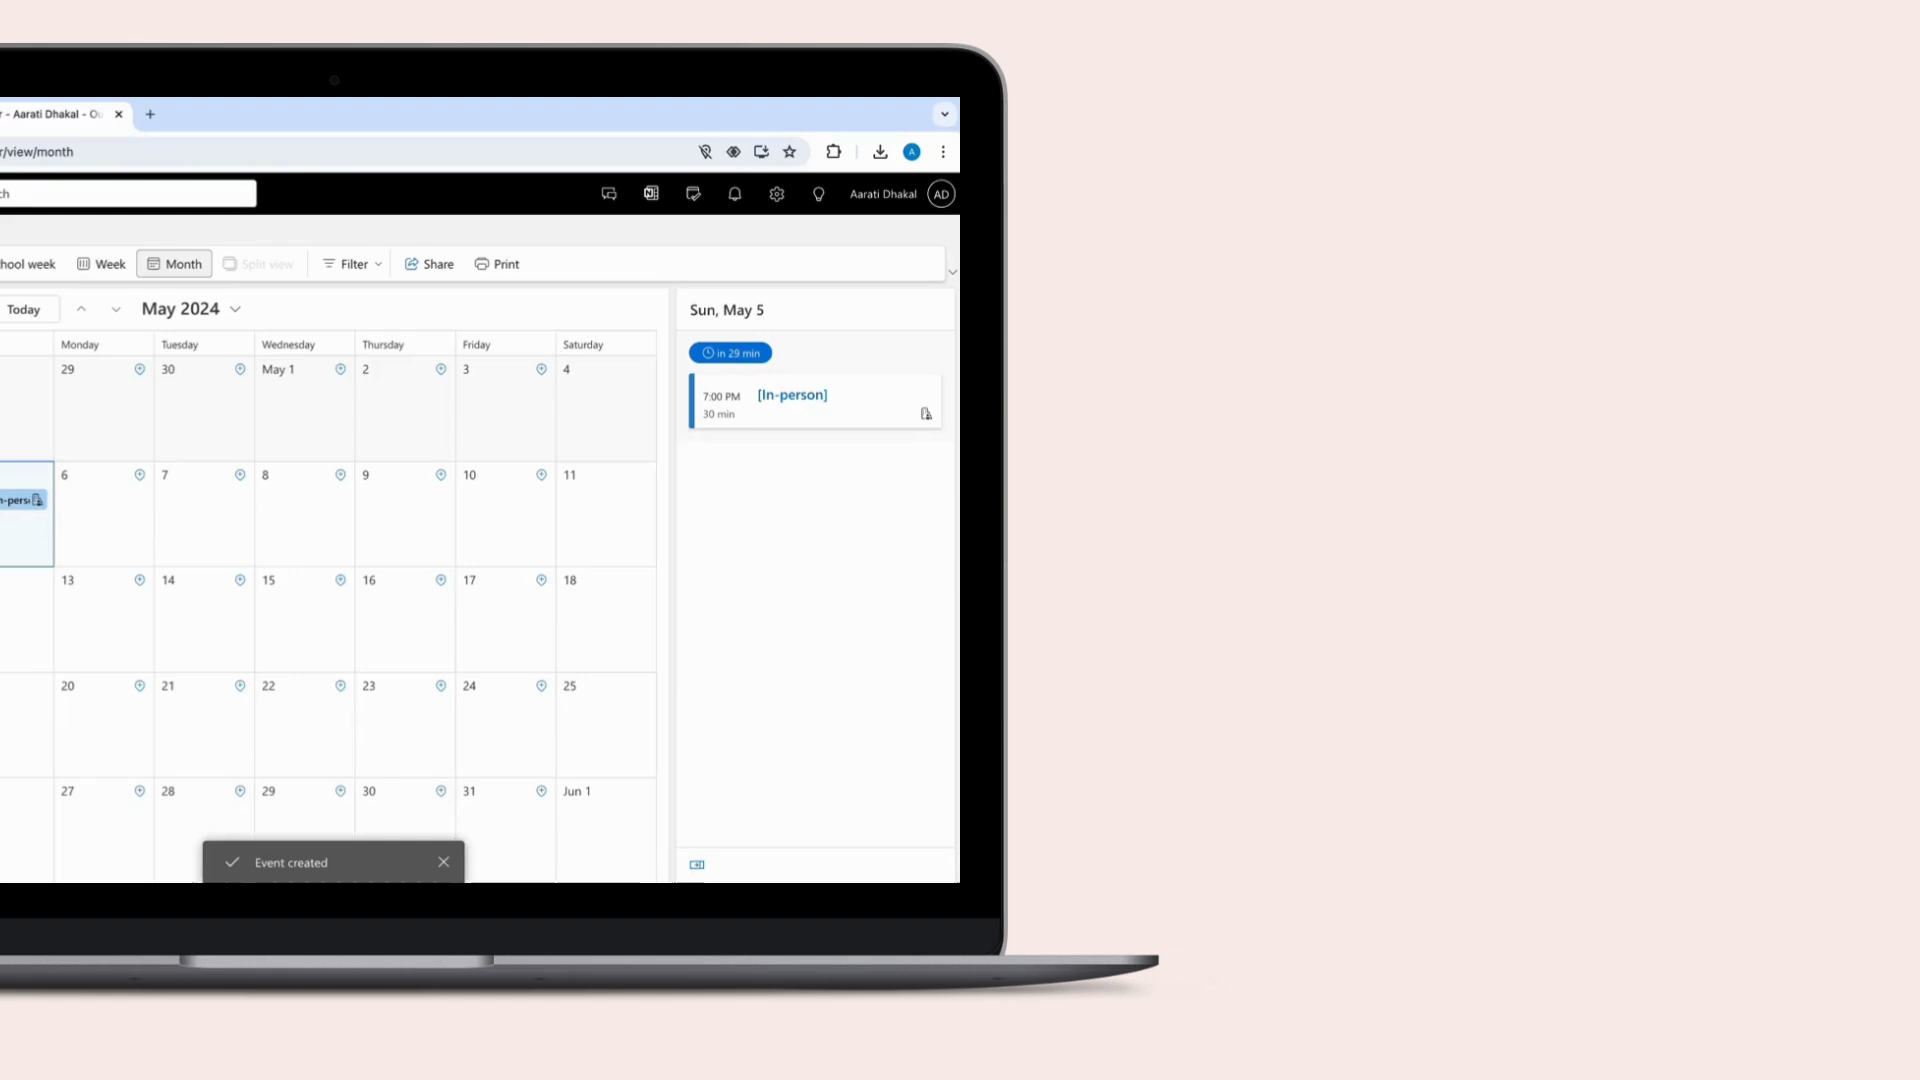 r - Aarati Dhakal - Ou
r/view/month
A
ch
Aarati Dhakal AD
hool week Week Month Split view Filter Share Print
Today May 2024
Sun, May 5
Monday Tuesday Wednesday Thursday Friday Saturday
in 29 min
29 30 May 1 2 3 4
7:00 PM [In-person]
30 min
6 7 8 9 10 11
n-pers
13 14 15 16 17 18
20 21 22 23 24 25
27 28 29 30 31 Jun 1
Event created